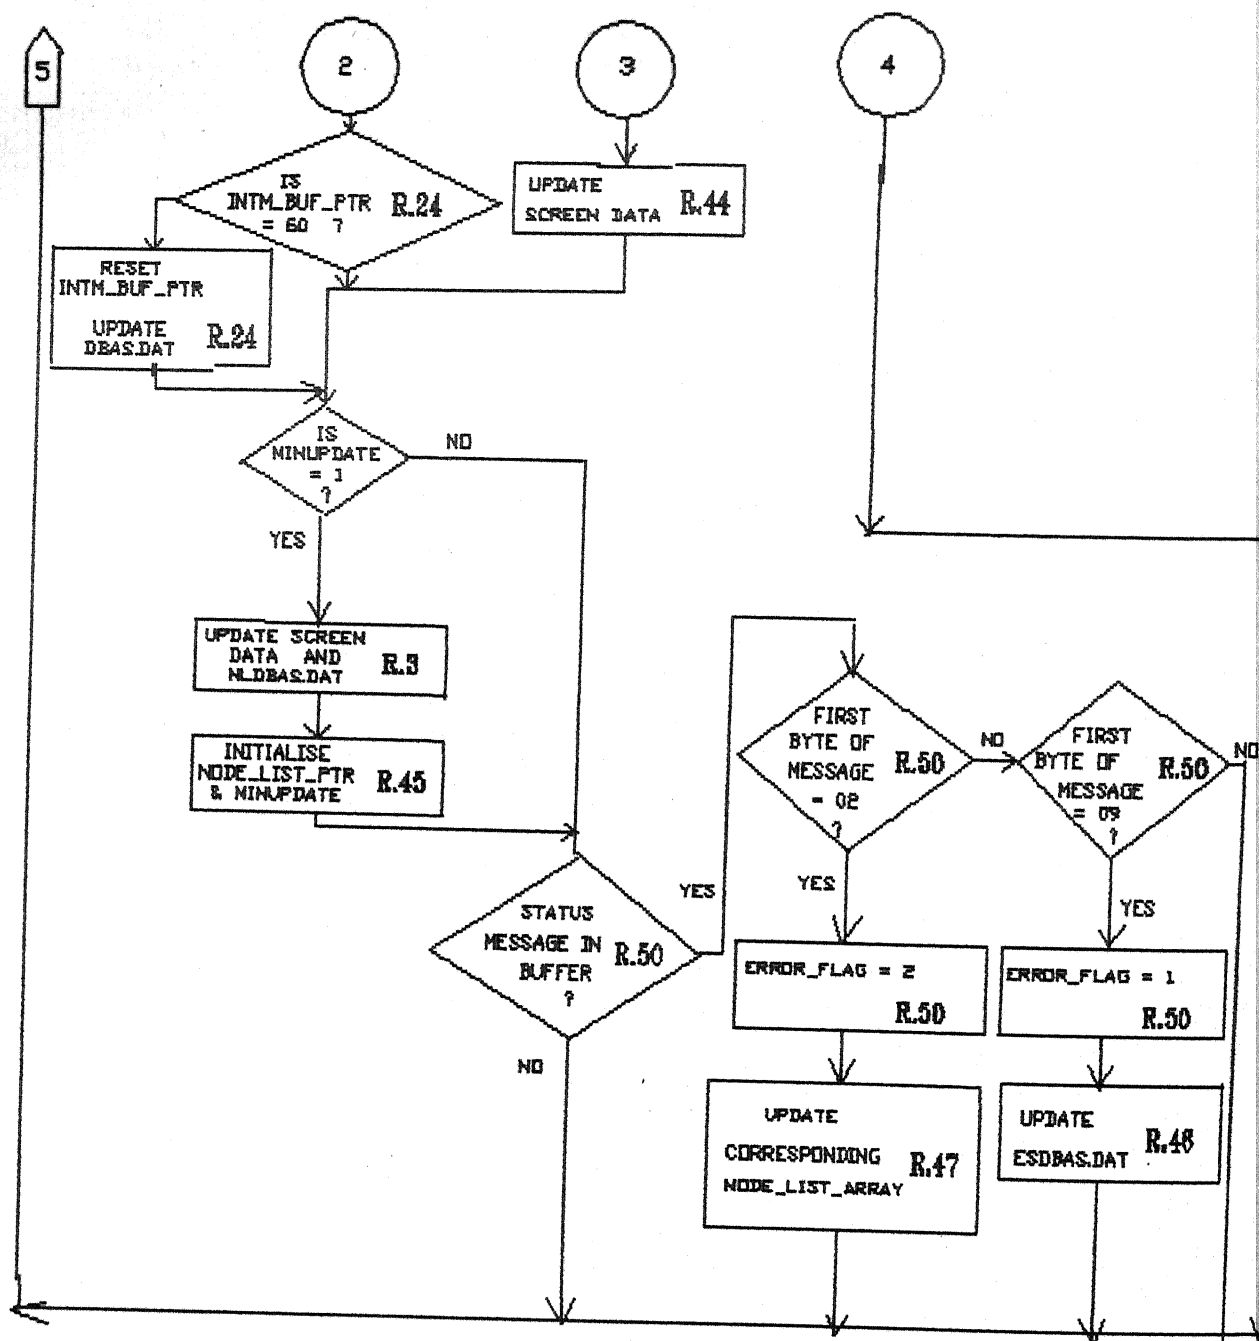 5
2
3
4
IS
INTM_BUF_PTR
= 60 ?
R.24
UPDATE
SCREEN DATA
R.44
RESET
INTM_BUF_PTR
UPDATE
DBAS.DAT
R.24
IS
MINUPDATE
= 1
?
NO
YES
UPDATE SCREEN
DATA AND
NLDBAS.DAT
R.3
INITIALISE
NODE_LIST_PTR
& MINUPDATE
R.45
STATUS
MESSAGE IN
BUFFER
?
R.50
YES
NO
FIRST
BYTE OF
MESSAGE
= 02
?
R.50
NO
YES
FIRST
BYTE OF
MESSAGE
= 09
?
R.50
NO
YES
ERROR_FLAG = 2
R.50
ERROR_FLAG = 1
R.50
UPDATE
CORRESPONDING
NODE_LIST_ARRAY
R.47
UPDATE
ESDBAS.DAT